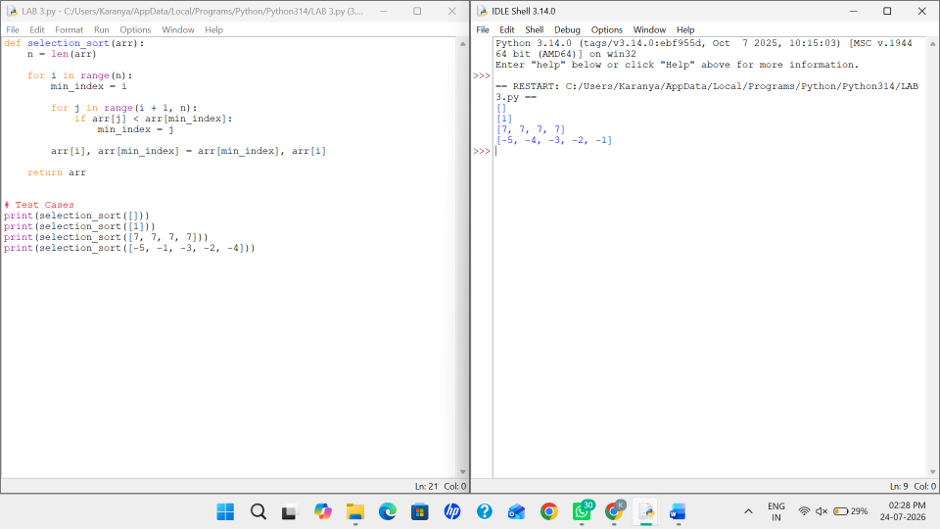 LAB 3.py - C:/Users/Karanya/AppData/Local/Programs/Python/Python314/LAB 3.py (3....
File Edit Format Run Options Window Help
def selection_sort(arr):
    n = len(arr)
    for i in range(n):
        min_index = i
        for j in range(i + 1, n):
            if arr[j] < arr[min_index]:
                min_index = j
        arr[i], arr[min_index] = arr[min_index], arr[i]
    return arr
# Test Cases
print(selection_sort([]))
print(selection_sort([1]))
print(selection_sort([7, 7, 7, 7]))
print(selection_sort([-5, -1, -3, -2, -4]))
Ln: 21 Col: 0
IDLE Shell 3.14.0
File Edit Shell Debug Options Window Help
Python 3.14.0 (tags/v3.14.0:ebf955d, Oct  7 2025, 10:15:03) [MSC v.1944
64 bit (AMD64)] on win32
Enter "help" below or click "Help" above for more information.
>>>
== RESTART: C:/Users/Karanya/AppData/Local/Programs/Python/Python314/LAB
3.py ==
[]
[1]
[7, 7, 7, 7]
[-5, -4, -3, -2, -1]
>>>
Ln: 9 Col: 0
hp
30
K
W
ENG
IN
29%
02:28 PM
24-07-2026